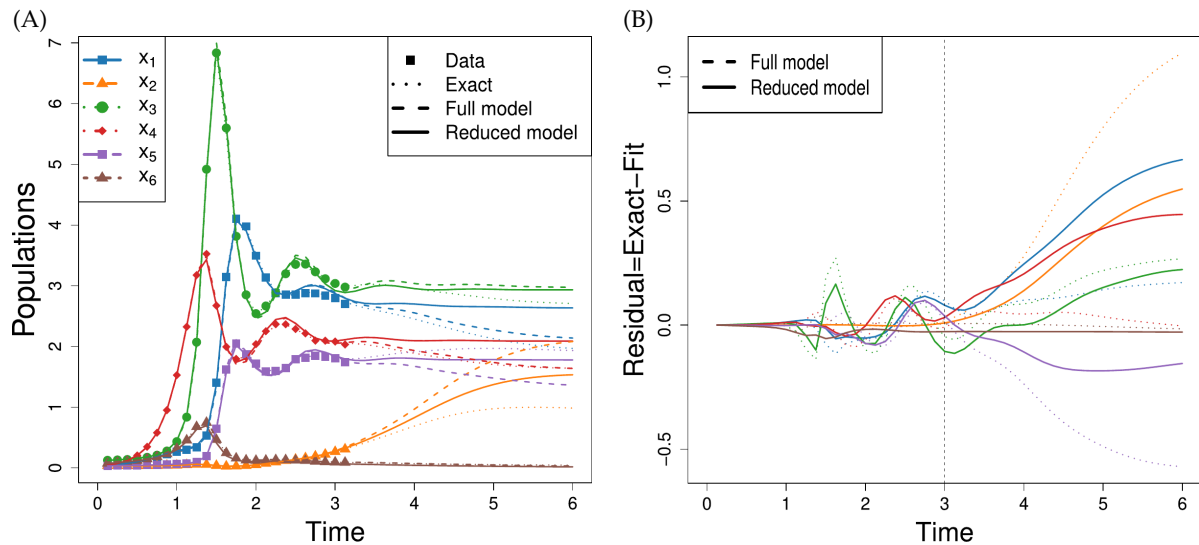 (A)
Populations
0 1 2 3 4 5 6 7
x1
x2
x3
x4
x5
x6
Data
Exact
Full model
Reduced model
0 1 2 3 4 5 6
Time
(B)
Residual=Exact−Fit
−0.5 0.0 0.5 1.0
Full model
Reduced model
0 1 2 3 4 5 6
Time